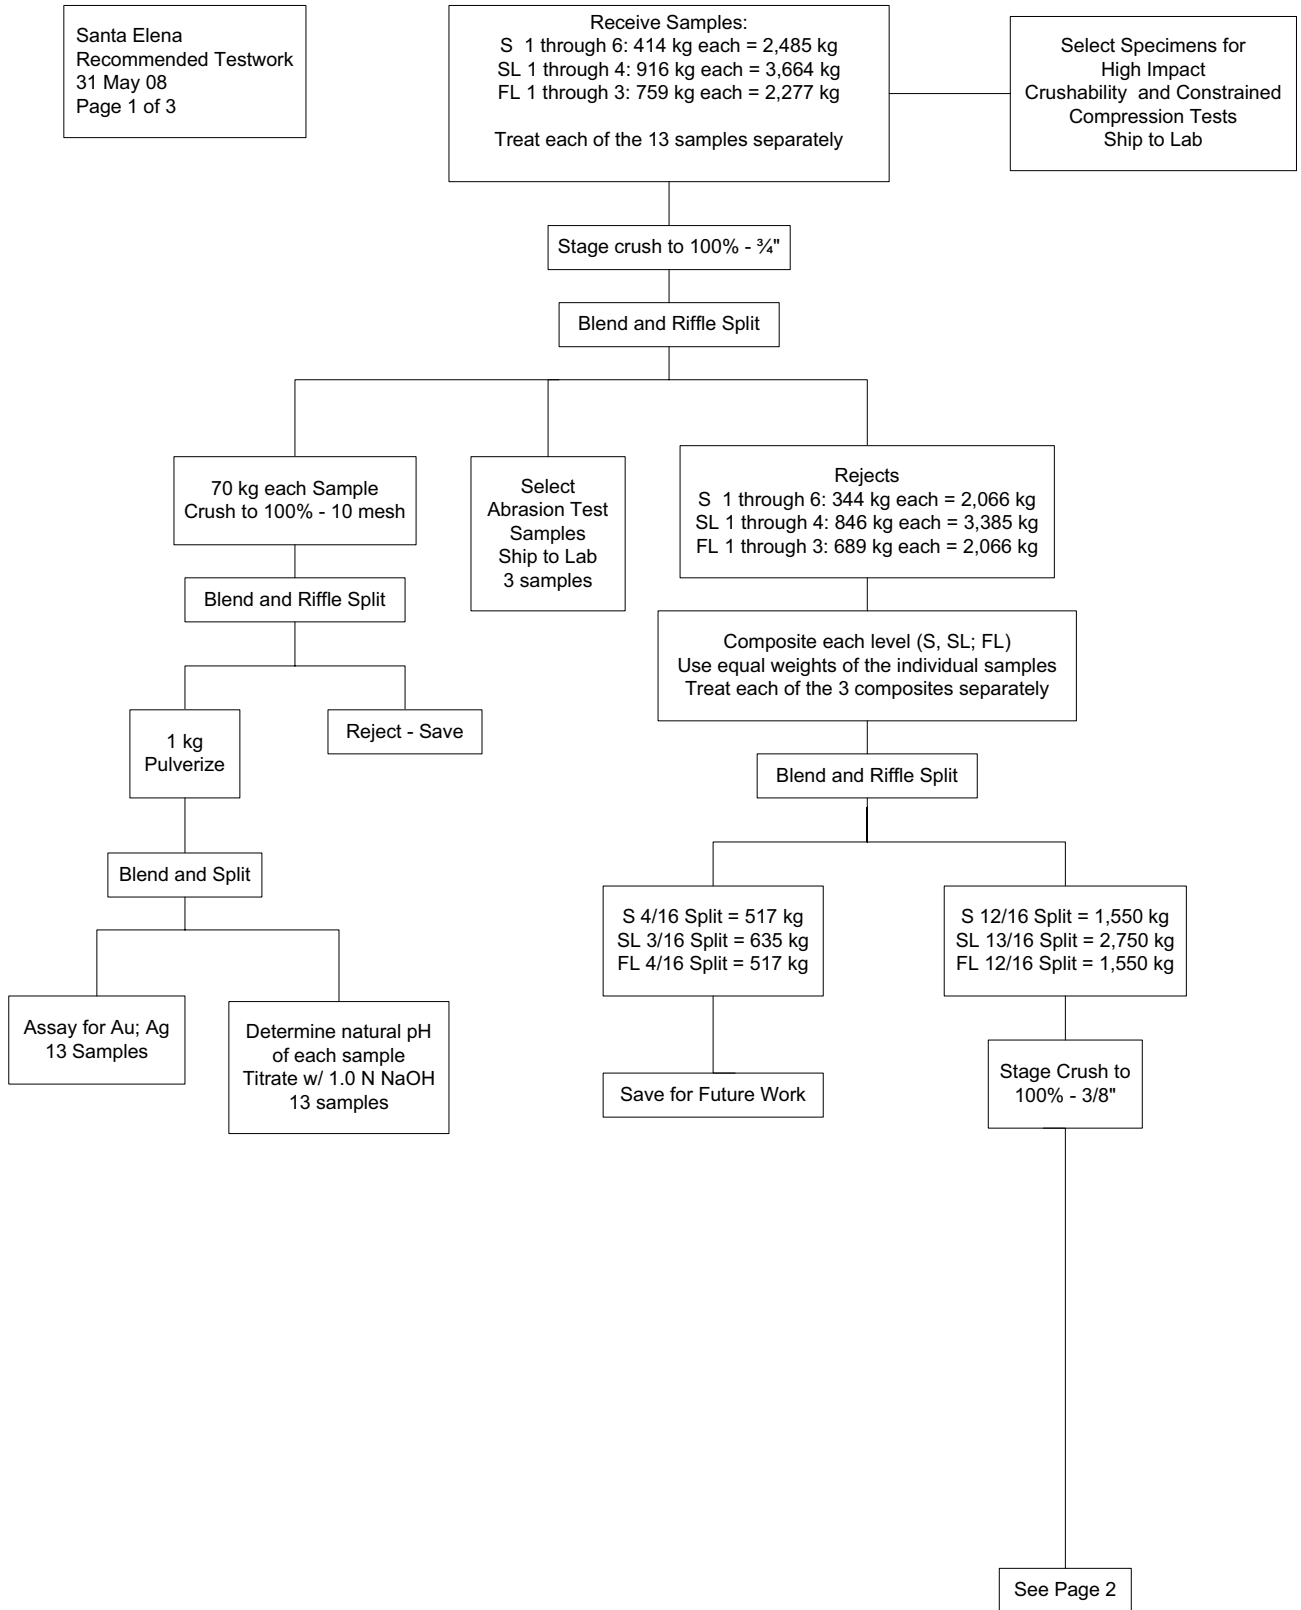 Santa Elena
Recommended Testwork
31 May 08
Page 1 of 3
Receive Samples:
S 1 through 6: 414 kg each = 2,485 kg
SL 1 through 4: 916 kg each = 3,664 kg
FL 1 through 3: 759 kg each = 2,277 kg
Treat each of the 13 samples separately
Select Specimens for
High Impact
Crushability and Constrained
Compression Tests
Ship to Lab
Stage crush to 100% - ¾"
Blend and Riffle Split
70 kg each Sample
Crush to 100% - 10 mesh
Select
Abrasion Test
Samples
Ship to Lab
3 samples
Rejects
S 1 through 6: 344 kg each = 2,066 kg
SL 1 through 4: 846 kg each = 3,385 kg
FL 1 through 3: 689 kg each = 2,066 kg
Blend and Riffle Split
Composite each level (S, SL; FL)
Use equal weights of the individual samples
Treat each of the 3 composites separately
1 kg
Pulverize
Reject - Save
Blend and Riffle Split
Blend and Split
S 4/16 Split = 517 kg
SL 3/16 Split = 635 kg
FL 4/16 Split = 517 kg
S 12/16 Split = 1,550 kg
SL 13/16 Split = 2,750 kg
FL 12/16 Split = 1,550 kg
Assay for Au; Ag
13 Samples
Determine natural pH
of each sample
Titrate w/ 1.0 N NaOH
13 samples
Save for Future Work
Stage Crush to
100% - 3/8"
See Page 2